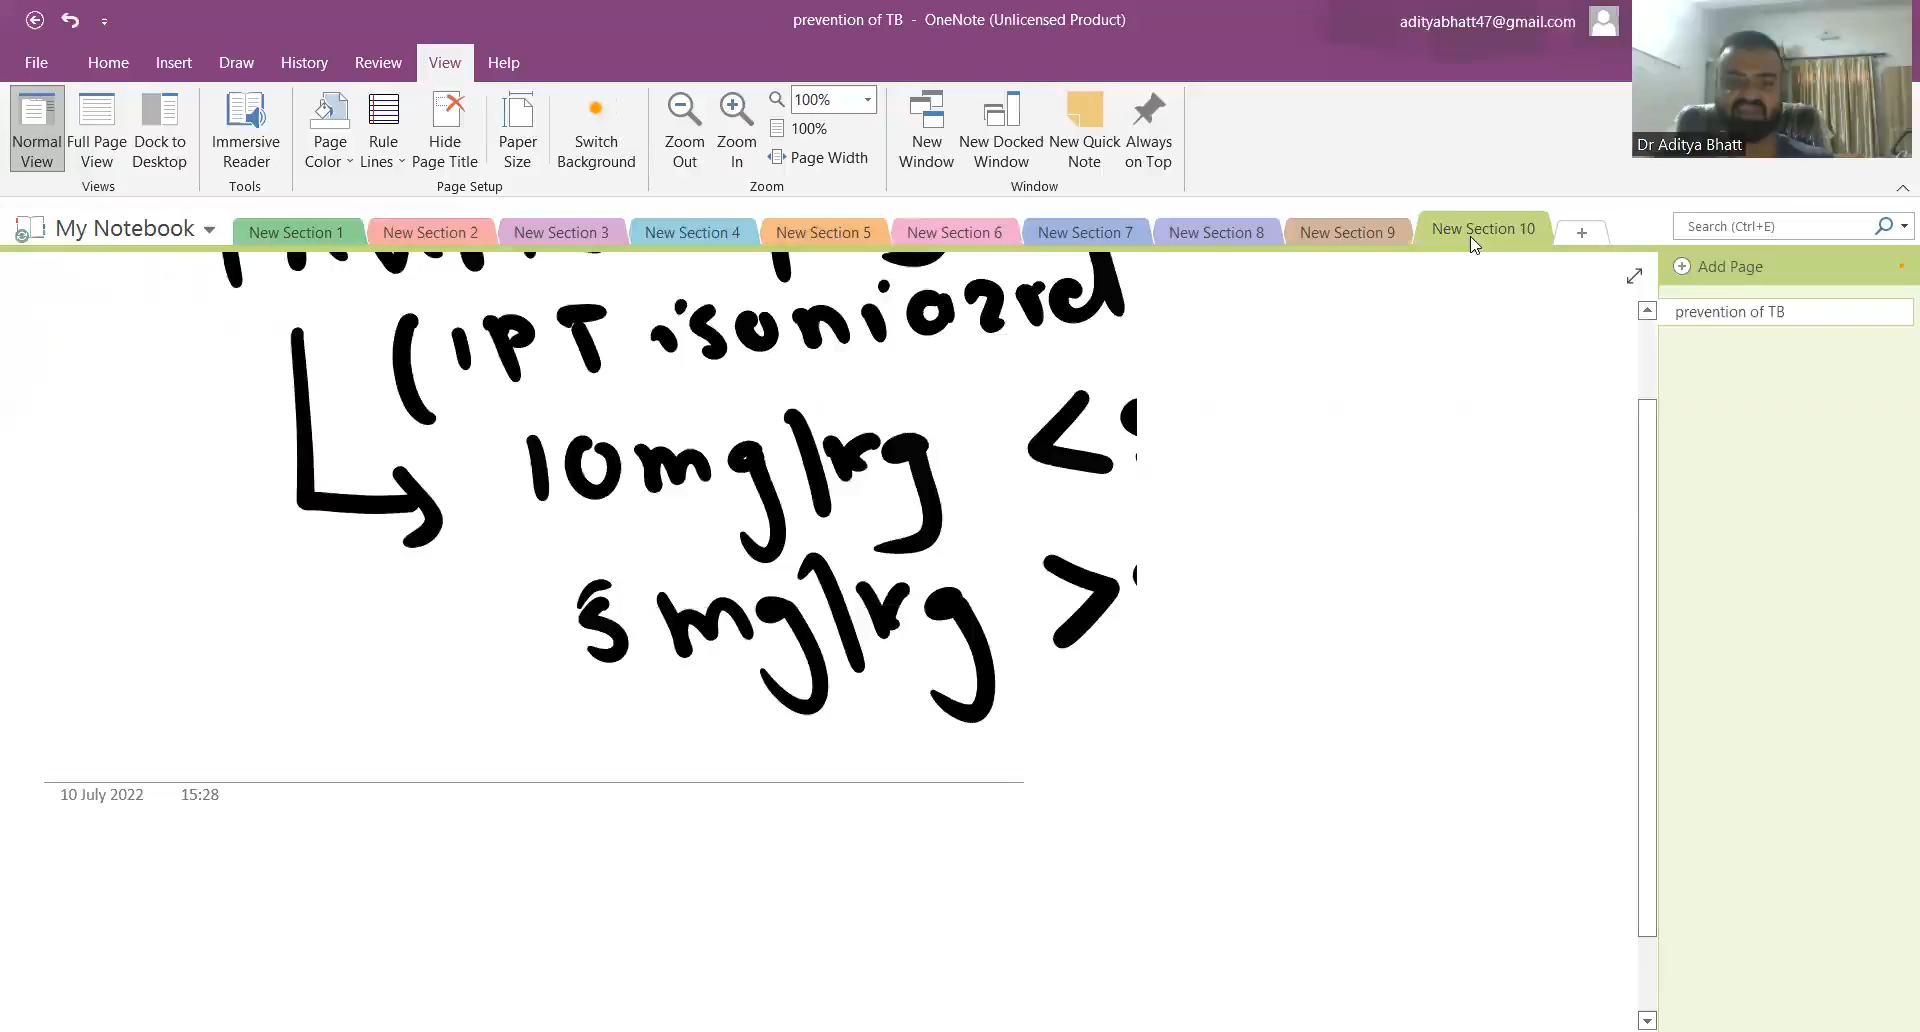 prevention of TB - OneNote (Unlicensed Product)
adityabhatt47@gmail.com
File Home Insert Draw History Review View Help
Normal View
Full Page View
Dock to Desktop
Immersive Reader
Page Color
Rule Lines
Hide Page Title
Paper Size
Switch Background
Zoom Out
Zoom In
100%
100%
Page Width
New Window
New Docked Window
New Quick Note
Always on Top
Views Tools Page Setup Zoom Window
Dr Aditya Bhatt
My Notebook
New Section 1 New Section 2 New Section 3 New Section 4 New Section 5 New Section 6 New Section 7 New Section 8 New Section 9 New Section 10 +
Search (Ctrl+E)
Add Page
prevention of TB
(IPT
10mg/kg <
5 mg/kg >
10 July 2022 15:28